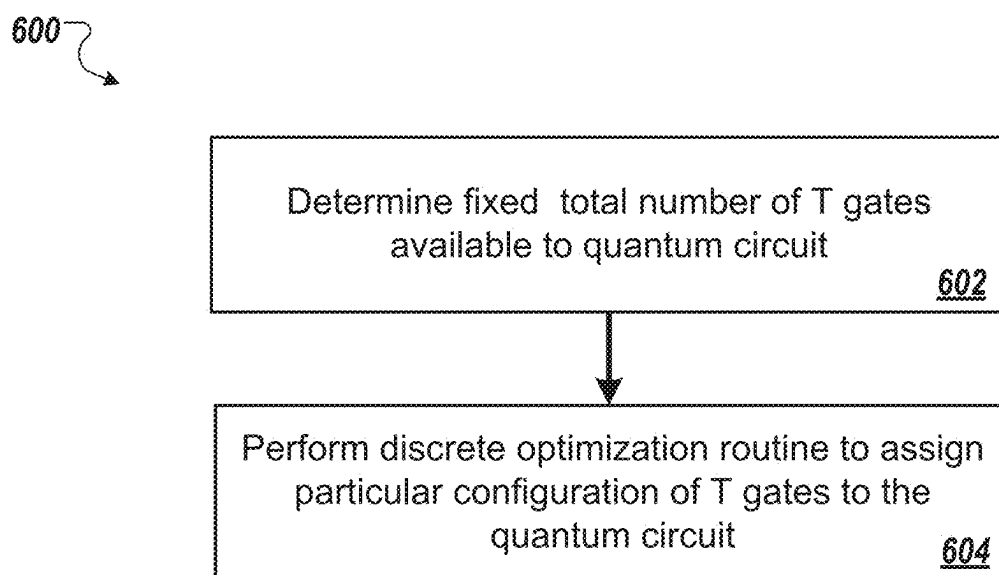 600
Determine fixed total number of T gates
available to quantum circuit
602
Perform discrete optimization routine to assign
particular configuration of T gates to the
quantum circuit
604